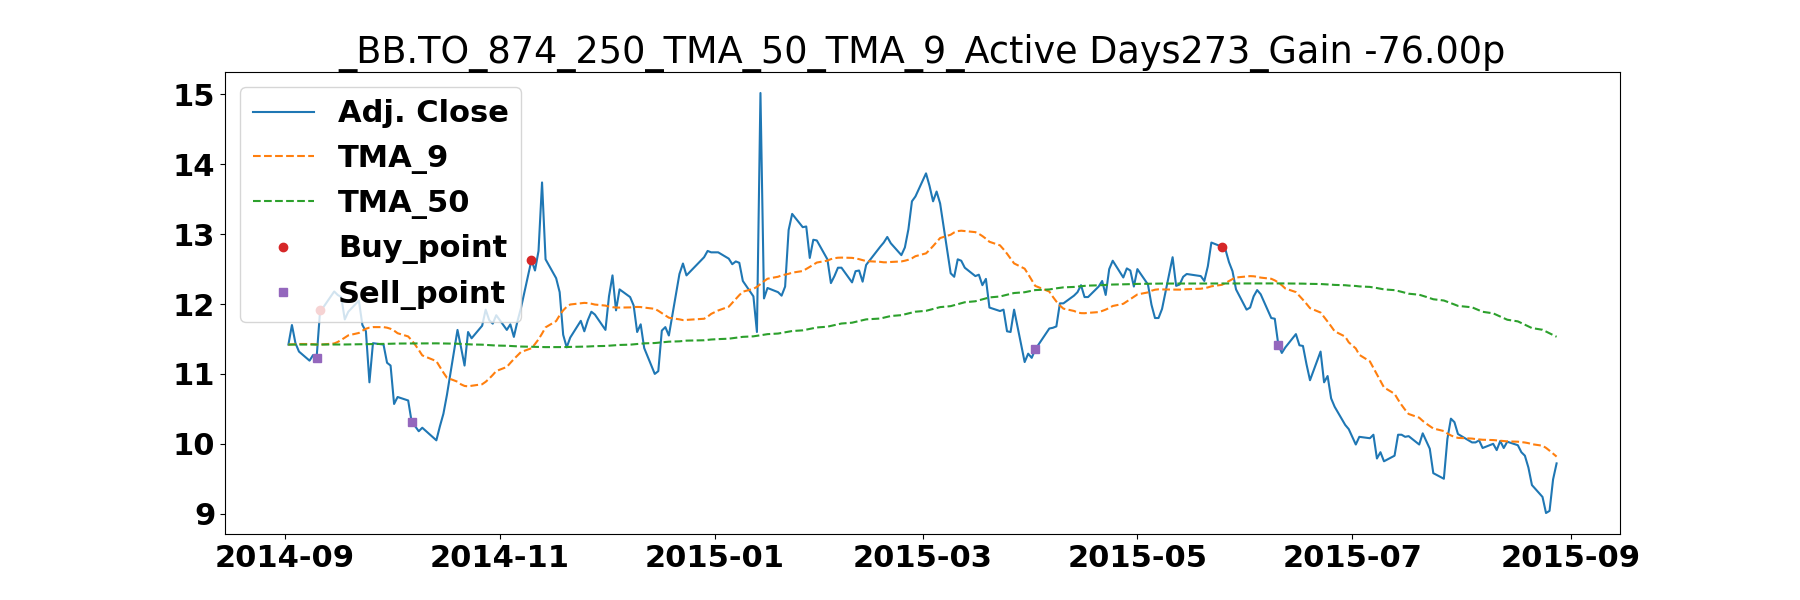 _BB.TO_874_250_TMA_50_TMA_9_Active Days273_Gain -76.00p
15
14
13
12
11
10
9
Adj. Close
TMA_9
TMA_50
Buy_point
Sell_point
2014-09 2014-11 2015-01 2015-03 2015-05 2015-07 2015-09